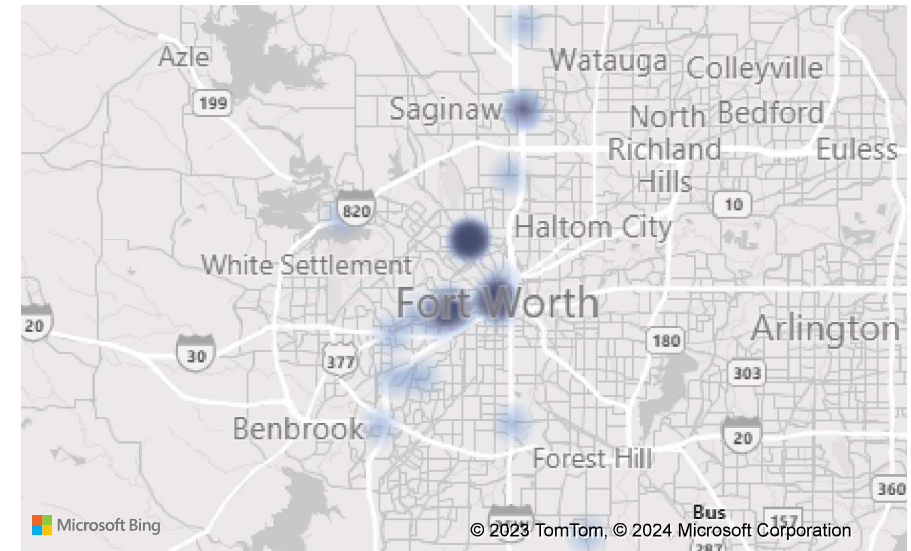 Azle
Watauga
Colleyville
199
Saginaw
North
Bedford
Richland
Hills
Euless
820
10
Haltom City
White Settlement
Fort Worth
20
30
377
180
Arlington
303
Benbrook
20
Forest Hill
360
Microsoft Bing
Bus
287
157
© 2023 TomTom, © 2024 Microsoft Corporation